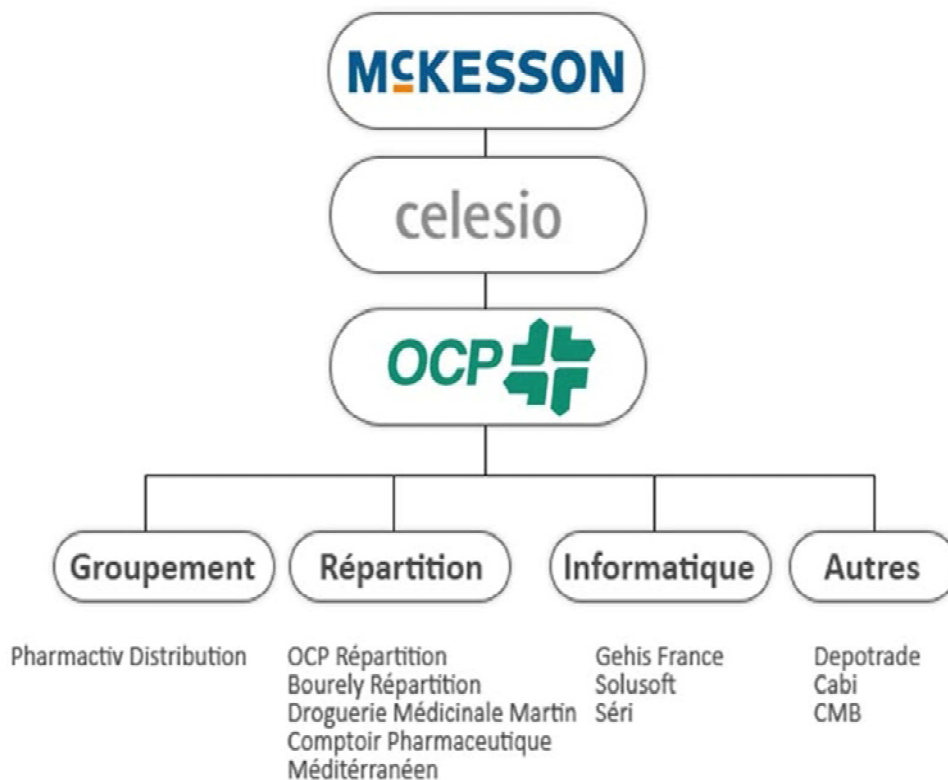 McKESSON
celesio
OCP
Groupement
Répartition
Informatique
Autres
Pharmactiv Distribution
OCP Répartition
Bourely Répartition
Droguerie Médicinale Martin
Comptoir Pharmaceutique
Méditérranéen
Gehis France
Solusoft
Séri
Depotrade
Cabi
CMB